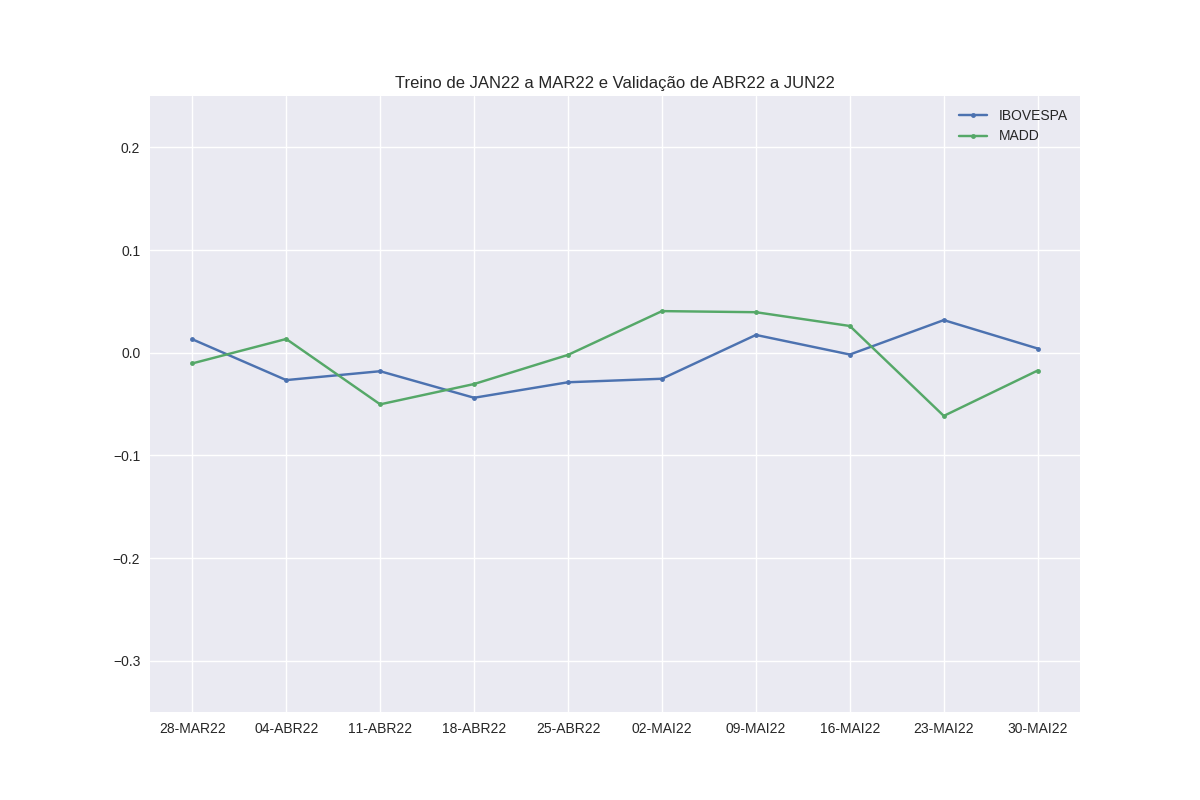 Treino de JAN22 a MAR22 e Validação de ABR22 a JUN22
IBOVESPA
MADD
0.2
0.1
0.0
−0.1
−0.2
−0.3
28-MAR22 04-ABR22 11-ABR22 18-ABR22 25-ABR22 02-MAI22 09-MAI22 16-MAI22 23-MAI22 30-MAI22